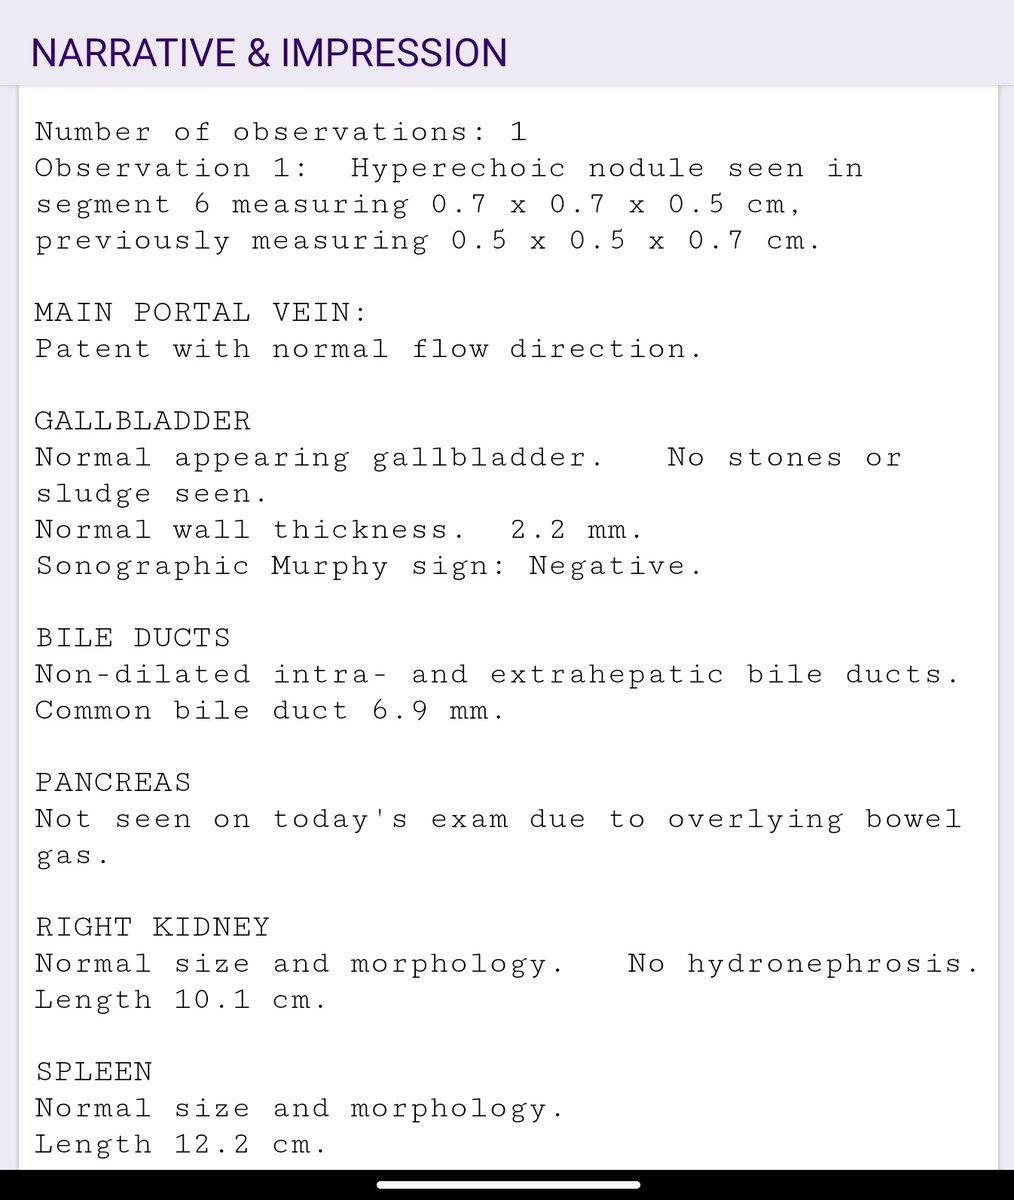 NARRATIVE & IMPRESSION
Number of observations: 1
Observation 1:  Hyperechoic nodule seen in
segment 6 measuring 0.7 x 0.7 x 0.5 cm,
previously measuring 0.5 x 0.5 x 0.7 cm.
MAIN PORTAL VEIN:
Patent with normal flow direction.
GALLBLADDER
Normal appearing gallbladder.   No stones or
sludge seen.
Normal wall thickness.  2.2 mm.
Sonographic Murphy sign: Negative.
BILE DUCTS
Non-dilated intra- and extrahepatic bile ducts.
Common bile duct 6.9 mm.
PANCREAS
Not seen on today's exam due to overlying bowel
gas.
RIGHT KIDNEY
Normal size and morphology.   No hydronephrosis.
Length 10.1 cm.
SPLEEN
Normal size and morphology.
Length 12.2 cm.